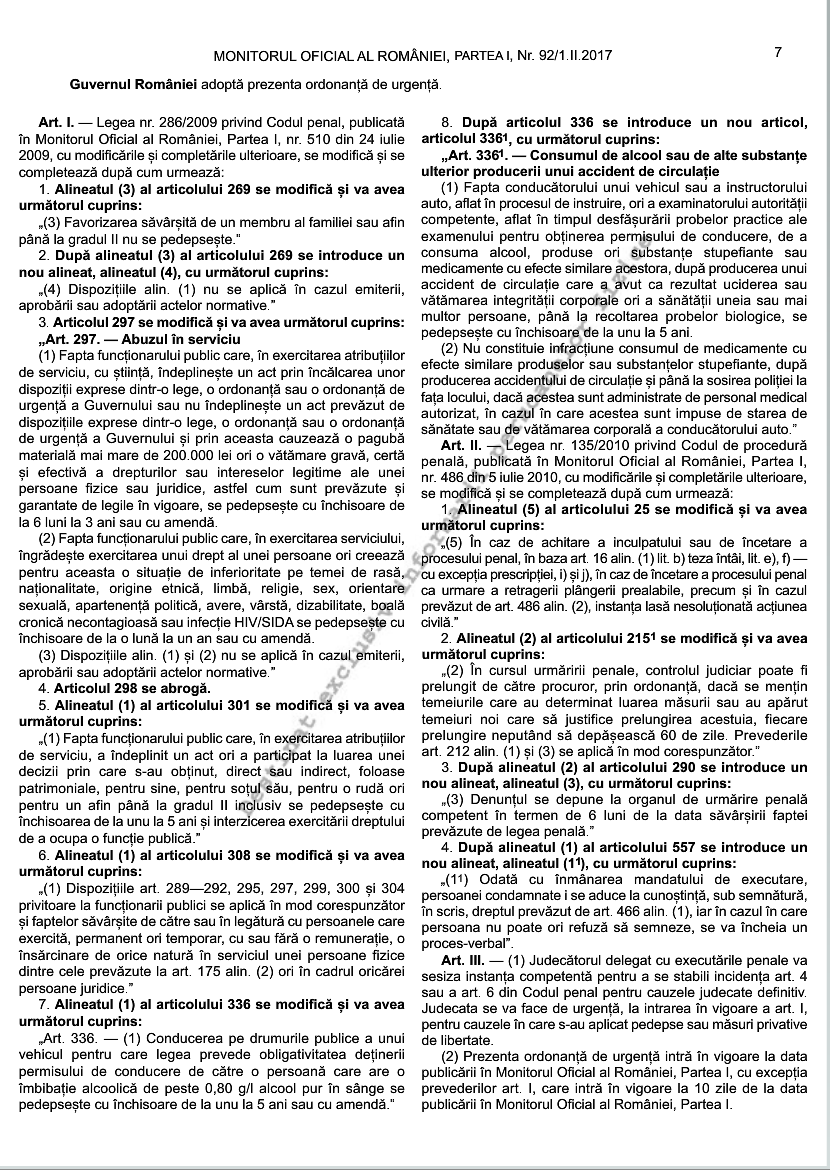 MONITORUL OFICIAL AL ROMÂNIEI, PARTEA I, Nr. 92/1.II.2017
7
Guvernul României adoptă prezenta ordonanță de urgență.
Art. I. — Legea nr. 286/2009 privind Codul penal, publicată
în Monitorul Oficial al României, Partea I, nr. 510 din 24 iulie
2009, cu modificările și completările ulterioare, se modifică și se
completează după cum urmează:
1. Alineatul (3) al articolului 269 se modifică și va avea
următorul cuprins:
„(3) Favorizarea săvârșită de un membru al familiei sau afin
până la gradul II nu se pedepsește.”
2. După alineatul (3) al articolului 269 se introduce un
nou alineat, alineatul (4), cu următorul cuprins:
„(4) Dispozițiile alin. (1) nu se aplică în cazul emiterii,
aprobării sau adoptării actelor normative.”
3. Articolul 297 se modifică și va avea următorul cuprins:
„Art. 297. — Abuzul în serviciu
(1) Fapta funcționarului public care, în exercitarea atribuțiilor
de serviciu, cu știință, îndeplinește un act prin încălcarea unor
dispoziții exprese dintr-o lege, o ordonanță sau o ordonanță de
urgență a Guvernului sau nu îndeplinește un act prevăzut de
dispozițiile exprese dintr-o lege, o ordonanță sau o ordonanță
de urgență a Guvernului și prin aceasta cauzează o pagubă
materială mai mare de 200.000 lei ori o vătămare gravă, certă
și efectivă a drepturilor sau intereselor legitime ale unei
persoane fizice sau juridice, astfel cum sunt prevăzute și
garantate de legile în vigoare, se pedepsește cu închisoare de
la 6 luni la 3 ani sau cu amendă.
(2) Fapta funcționarului public care, în exercitarea serviciului,
îngrădește exercitarea unui drept al unei persoane ori creează
pentru aceasta o situație de inferioritate pe temei de rasă,
naționalitate, origine etnică, limbă, religie, sex, orientare
sexuală, apartenență politică, avere, vârstă, dizabilitate, boală
cronică necontagioasă sau infecție HIV/SIDA se pedepsește cu
închisoare de la o lună la un an sau cu amendă.
(3) Dispozițiile alin. (1) și (2) nu se aplică în cazul emiterii,
aprobării sau adoptării actelor normative.”
4. Articolul 298 se abrogă.
5. Alineatul (1) al articolului 301 se modifică și va avea
următorul cuprins:
„(1) Fapta funcționarului public care, în exercitarea atribuțiilor
de serviciu, a îndeplinit un act ori a participat la luarea unei
decizii prin care s-au obținut, direct sau indirect, foloase
patrimoniale, pentru sine, pentru soțul său, pentru o rudă ori
pentru un afin până la gradul II inclusiv se pedepsește cu
închisoarea de la unu la 5 ani și interzicerea exercitării dreptului
de a ocupa o funcție publică.”
6. Alineatul (1) al articolului 308 se modifică și va avea
următorul cuprins:
„(1) Dispozițiile art. 289—292, 295, 297, 299, 300 și 304
privitoare la funcționarii publici se aplică în mod corespunzător
și faptelor săvârșite de către sau în legătură cu persoanele care
exercită, permanent ori temporar, cu sau fără o remunerație, o
însărcinare de orice natură în serviciul unei persoane fizice
dintre cele prevăzute la art. 175 alin. (2) ori în cadrul oricărei
persoane juridice.”
7. Alineatul (1) al articolului 336 se modifică și va avea
următorul cuprins:
„Art. 336. — (1) Conducerea pe drumurile publice a unui
vehicul pentru care legea prevede obligativitatea deținerii
permisului de conducere de către o persoană care are o
îmbibație alcoolică de peste 0,80 g/l alcool pur în sânge se
pedepsește cu închisoare de la unu la 5 ani sau cu amendă.”
8. După articolul 336 se introduce un nou articol,
articolul 336¹, cu următorul cuprins:
„Art. 336¹. — Consumul de alcool sau de alte substanțe
ulterior producerii unui accident de circulație
(1) Fapta conducătorului unui vehicul sau a instructorului
auto, aflat în procesul de instruire, ori a examinatorului autorității
competente, aflat în timpul desfășurării probelor practice ale
examenului pentru obținerea permisului de conducere, de a
consuma alcool, produse ori substanțe stupefiante sau
medicamente cu efecte similare acestora, după producerea unui
accident de circulație care a avut ca rezultat uciderea sau
vătămarea integrității corporale ori a sănătății uneia sau mai
multor persoane, până la recoltarea probelor biologice, se
pedepsește cu închisoare de la unu la 5 ani.
(2) Nu constituie infracțiune consumul de medicamente cu
efecte similare produselor sau substanțelor stupefiante, după
producerea accidentului de circulație și până la sosirea poliției la
fața locului, dacă acestea sunt administrate de personal medical
autorizat, în cazul în care acestea sunt impuse de starea de
sănătate sau de vătămarea corporală a conducătorului auto.”
Art. II. — Legea nr. 135/2010 privind Codul de procedură
penală, publicată în Monitorul Oficial al României, Partea I,
nr. 486 din 5 iulie 2010, cu modificările și completările ulterioare,
se modifică și se completează după cum urmează:
1. Alineatul (5) al articolului 25 se modifică și va avea
următorul cuprins:
„(5) În caz de achitare a inculpatului sau de încetare a
procesului penal, în baza art. 16 alin. (1) lit. b) teza întâi, lit. e), f) —
cu excepția prescripției, i) și j), în caz de încetare a procesului penal
ca urmare a retragerii plângerii prealabile, precum și în cazul
prevăzut de art. 486 alin. (2), instanța lasă nesoluționată acțiunea
civilă.”
2. Alineatul (2) al articolului 215¹ se modifică și va avea
următorul cuprins:
„(2) În cursul urmăririi penale, controlul judiciar poate fi
prelungit de către procuror, prin ordonanță, dacă se mențin
temeiurile care au determinat luarea măsurii sau au apărut
temeiuri noi care să justifice prelungirea acestuia, fiecare
prelungire neputând să depășească 60 de zile. Prevederile
art. 212 alin. (1) și (3) se aplică în mod corespunzător.”
3. După alineatul (2) al articolului 290 se introduce un
nou alineat, alineatul (3), cu următorul cuprins:
„(3) Denunțul se depune la organul de urmărire penală
competent în termen de 6 luni de la data săvârșirii faptei
prevăzute de legea penală.”
4. După alineatul (1) al articolului 557 se introduce un
nou alineat, alineatul (1¹), cu următorul cuprins:
„(1¹) Odată cu înmânarea mandatului de executare,
persoanei condamnate i se aduce la cunoștință, sub semnătură,
în scris, dreptul prevăzut de art. 466 alin. (1), iar în cazul în care
persoana nu poate ori refuză să semneze, se va încheia un
proces-verbal”.
Art. III. — (1) Judecătorul delegat cu executările penale va
sesiza instanța competentă pentru a se stabili incidența art. 4
sau a art. 6 din Codul penal pentru cauzele judecate definitiv.
Judecata se va face de urgență, la intrarea în vigoare a art. I,
pentru cauzele în care s-au aplicat pedepse sau măsuri privative
de libertate.
(2) Prezenta ordonanță de urgență intră în vigoare la data
publicării în Monitorul Oficial al României, Partea I, cu excepția
prevederilor art. I, care intră în vigoare la 10 zile de la data
publicării în Monitorul Oficial al României, Partea I.
Destinat exclusiv informării persoanelor fizice